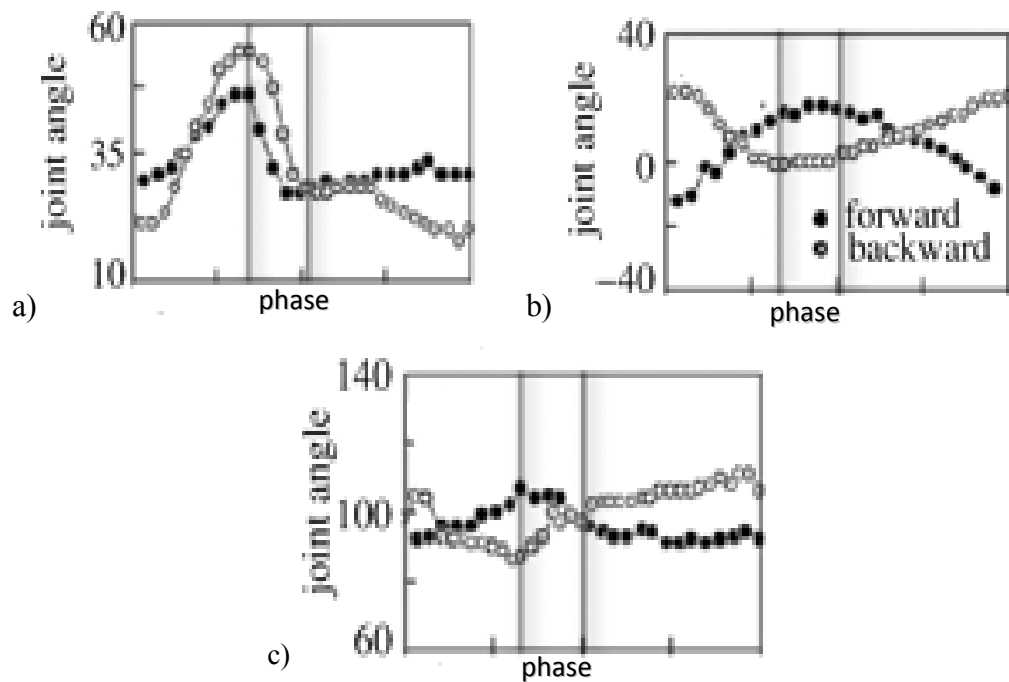 60
35
10
joint angle
phase
a)
40
0
−40
joint angle
forward
backward
phase
b)
140
100
60
joint angle
phase
c)